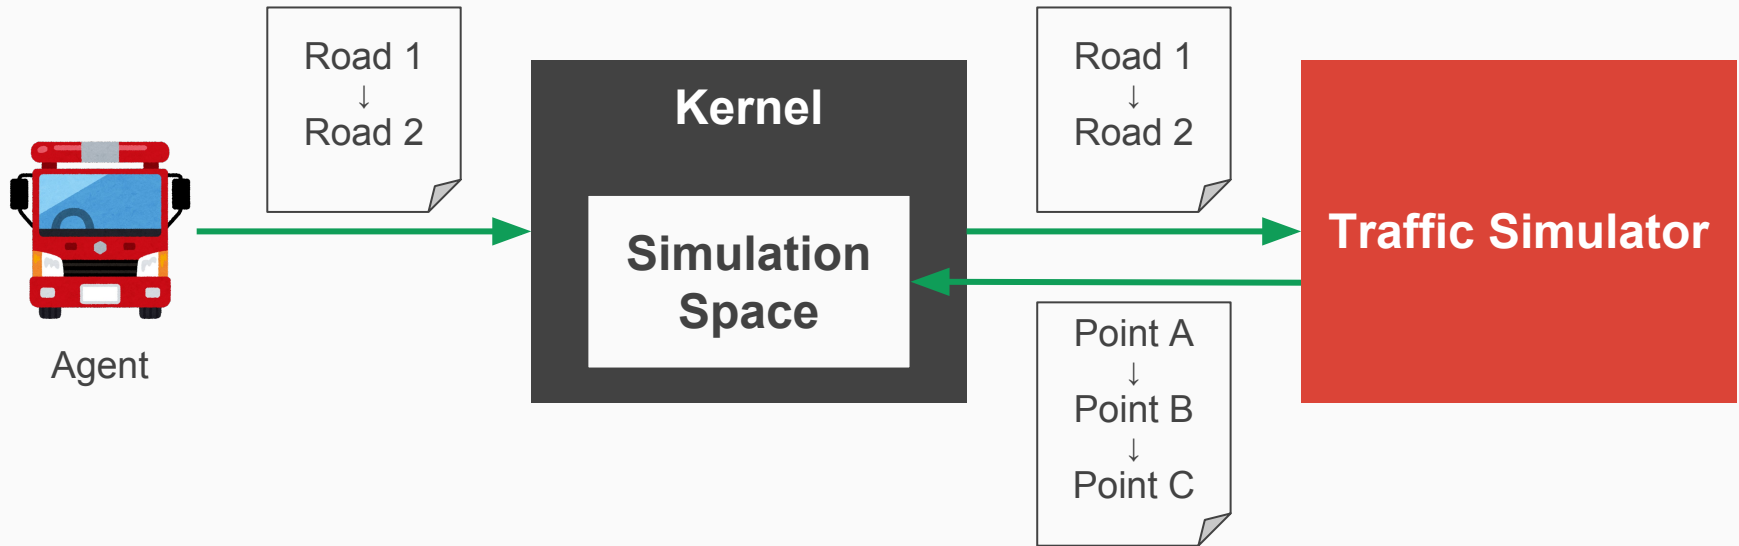 Road 1
↓
Road 2
Agent
Kernel
Simulation
Space
Road 1
↓
Road 2
Point A
↓
Point B
↓
Point C
Traffic Simulator